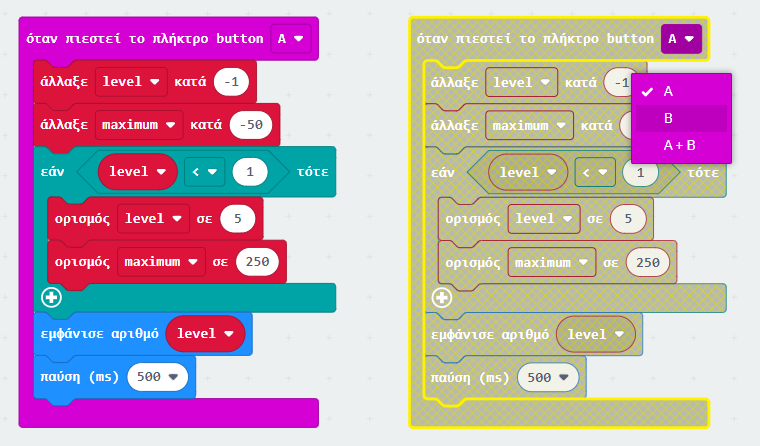 όταν πιεστεί το πλήκτρο button A
άλλαξε level κατά -1
άλλαξε maximum κατά -50
εάν level < 1 τότε
ορισμός level σε 5
ορισμός maximum σε 250
εμφάνισε αριθμό level
παύση (ms) 500
όταν πιεστεί το πλήκτρο button A
άλλαξε level κατά -1
άλλαξε maximum κατά
εάν level < 1 τότε
ορισμός level σε 5
ορισμός maximum σε 250
εμφάνισε αριθμό level
παύση (ms) 500
A
B
A + B